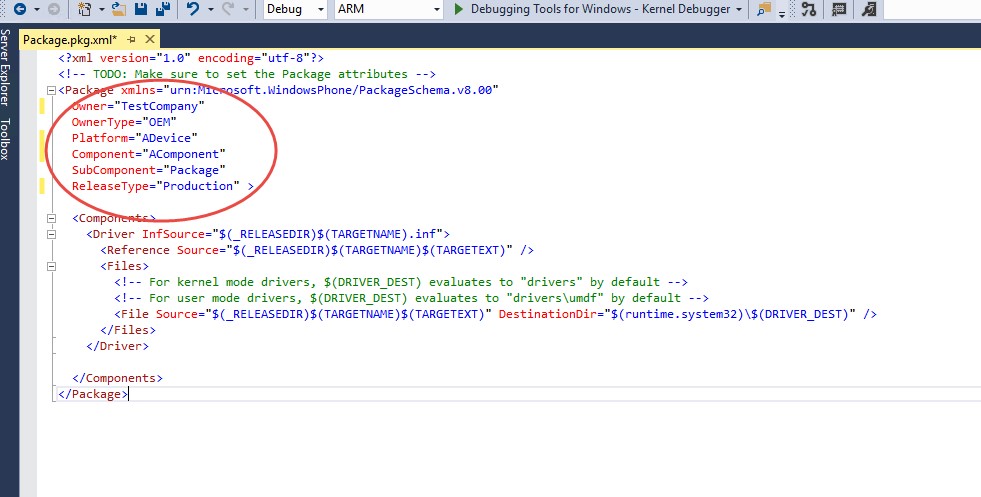 Debug
ARM
Debugging Tools for Windows - Kernel Debugger
Server Explorer
Toolbox
Package.pkg.xml*
<?xml version="1.0" encoding="utf-8"?>
<!-- TODO: Make sure to set the Package attributes -->
<Package xmlns="urn:Microsoft.WindowsPhone/PackageSchema.v8.00"
Owner="TestCompany"
OwnerType="OEM"
Platform="ADevice"
Component="AComponent"
SubComponent="Package"
ReleaseType="Production" >
<Components>
<Driver InfSource="$(_RELEASEDIR)$(TARGETNAME).inf">
<Reference Source="$(_RELEASEDIR)$(TARGETNAME)$(TARGETEXT)" />
<Files>
<!-- For kernel mode drivers, $(DRIVER_DEST) evaluates to "drivers" by default -->
<!-- For user mode drivers, $(DRIVER_DEST) evaluates to "drivers\umdf" by default -->
<File Source="$(_RELEASEDIR)$(TARGETNAME)$(TARGETEXT)" DestinationDir="$(runtime.system32)\$(DRIVER_DEST)" />
</Files>
</Driver>
</Components>
</Package>